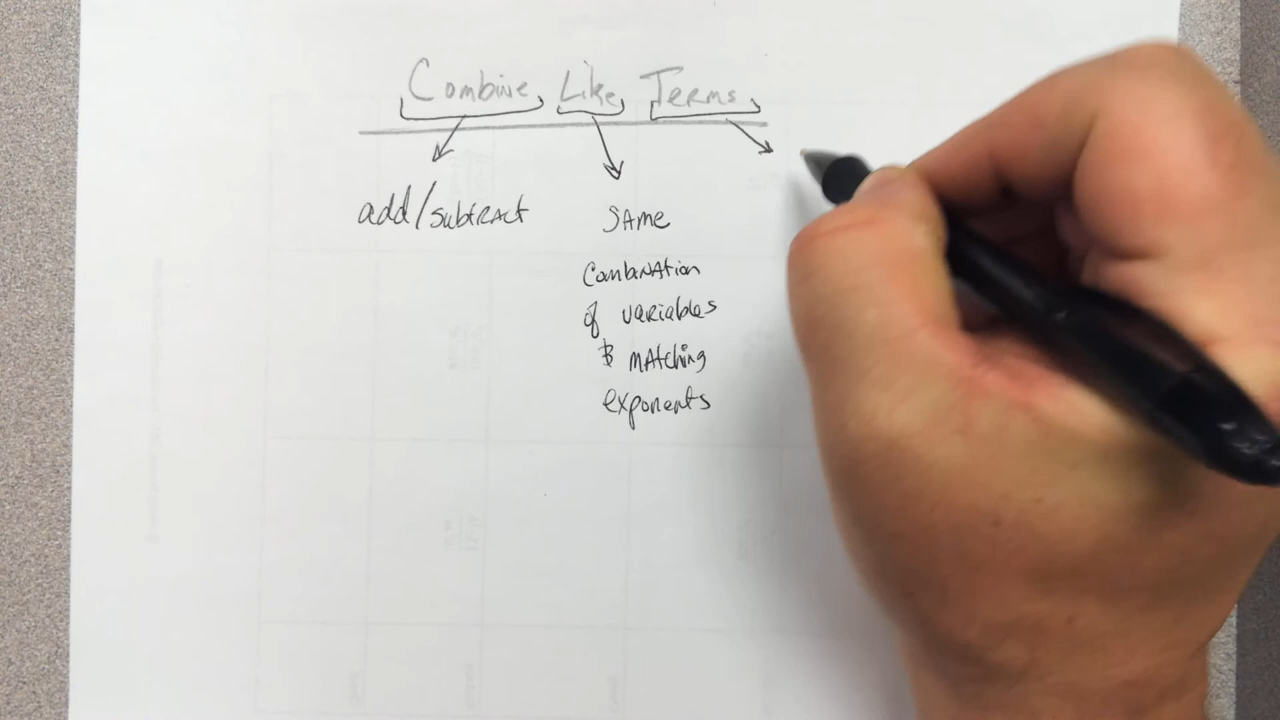 Combine Like Terms
add/subtract
same
combination
of variables
& matching
exponents